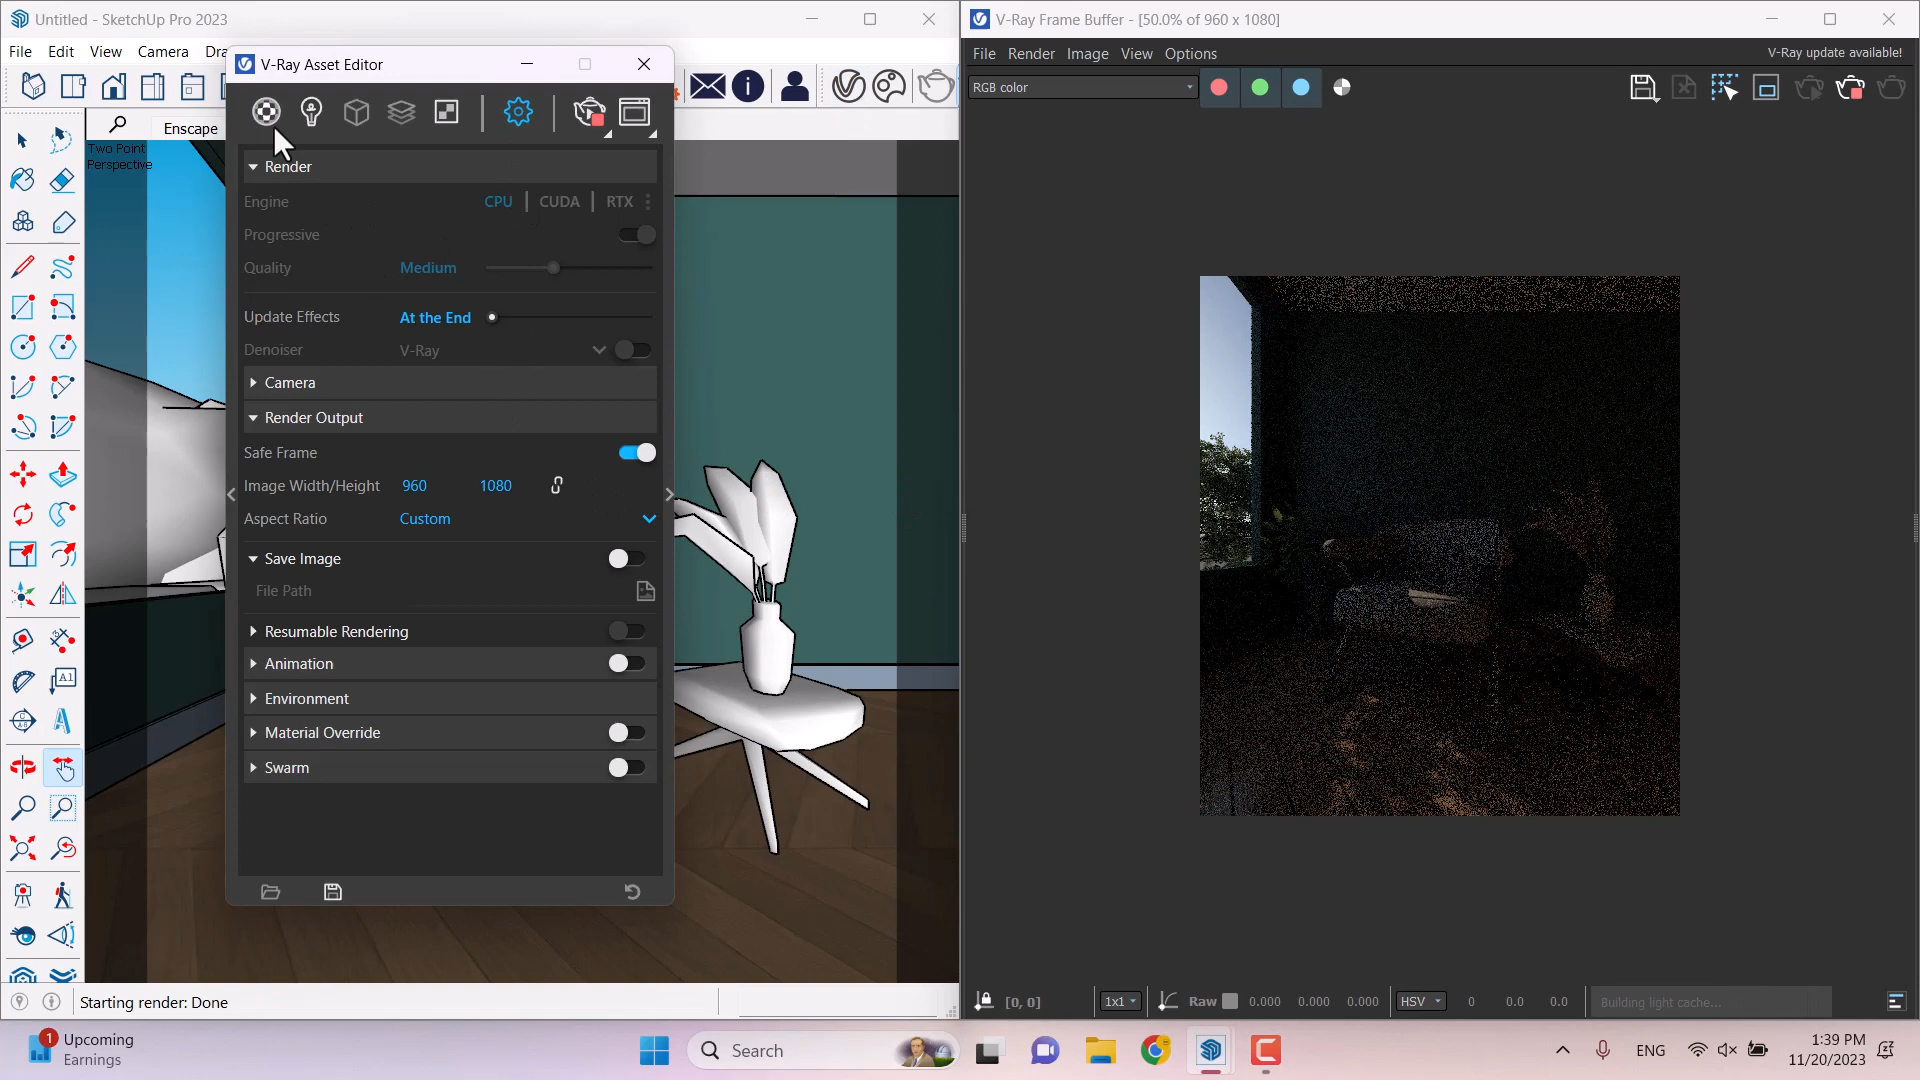 Untitled - SketchUp Pro 2023
File Edit View Camera Dra
Enscape
Two Point
Perspective
V-Ray Asset Editor
Render
Engine CPU CUDA RTX
Progressive
Quality Medium
Update Effects At the End
Denoiser V-Ray
Camera
Render Output
Safe Frame
Image Width/Height 960 1080
Aspect Ratio Custom
Save Image
File Path
Resumable Rendering
Animation
Environment
Material Override
Swarm
A1
Starting render: Done
V-Ray Frame Buffer - [50.0% of 960 x 1080]
File Render Image View Options
V-Ray update available!
RGB color
[0, 0] 1x1 Raw 0.000 0.000 0.000 HSV 0 0.0 0.0 Building light cache...
1 Upcoming
Earnings
Search
ENG
1:39 PM
11/20/2023